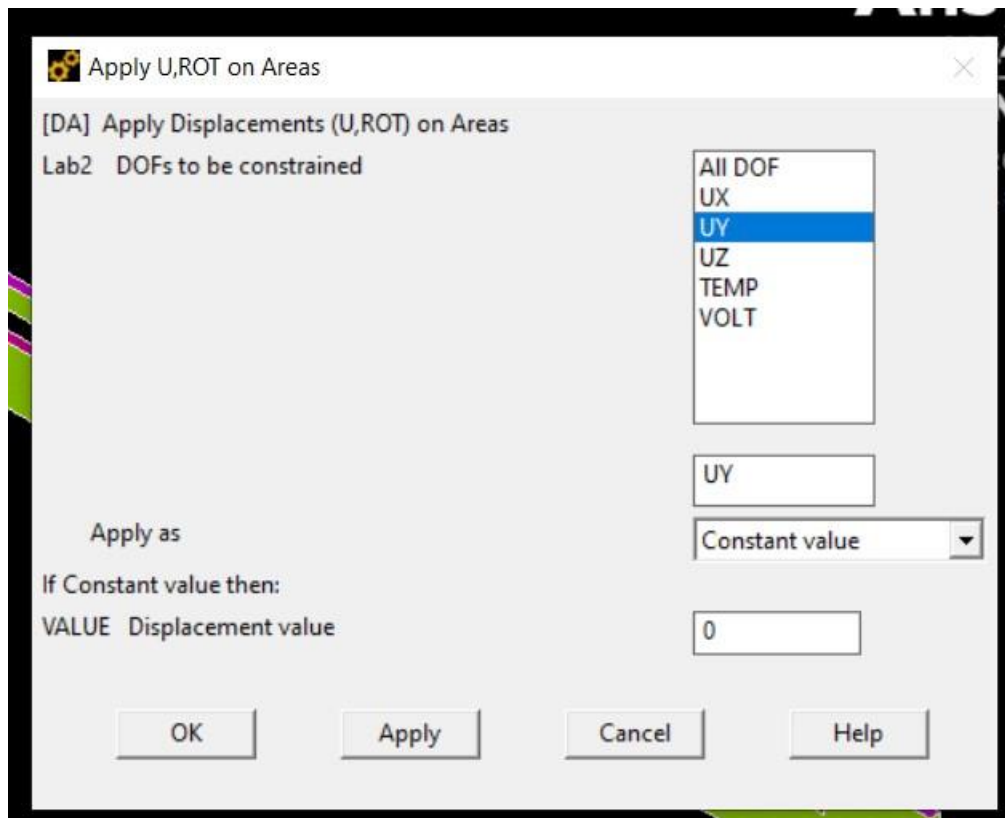 Apply U,ROT on Areas
[DA] Apply Displacements (U,ROT) on Areas
Lab2 DOFs to be constrained
All DOF
UX
UY
UZ
TEMP
VOLT
UY
Apply as
Constant value
If Constant value then:
VALUE Displacement value
0
OK
Apply
Cancel
Help